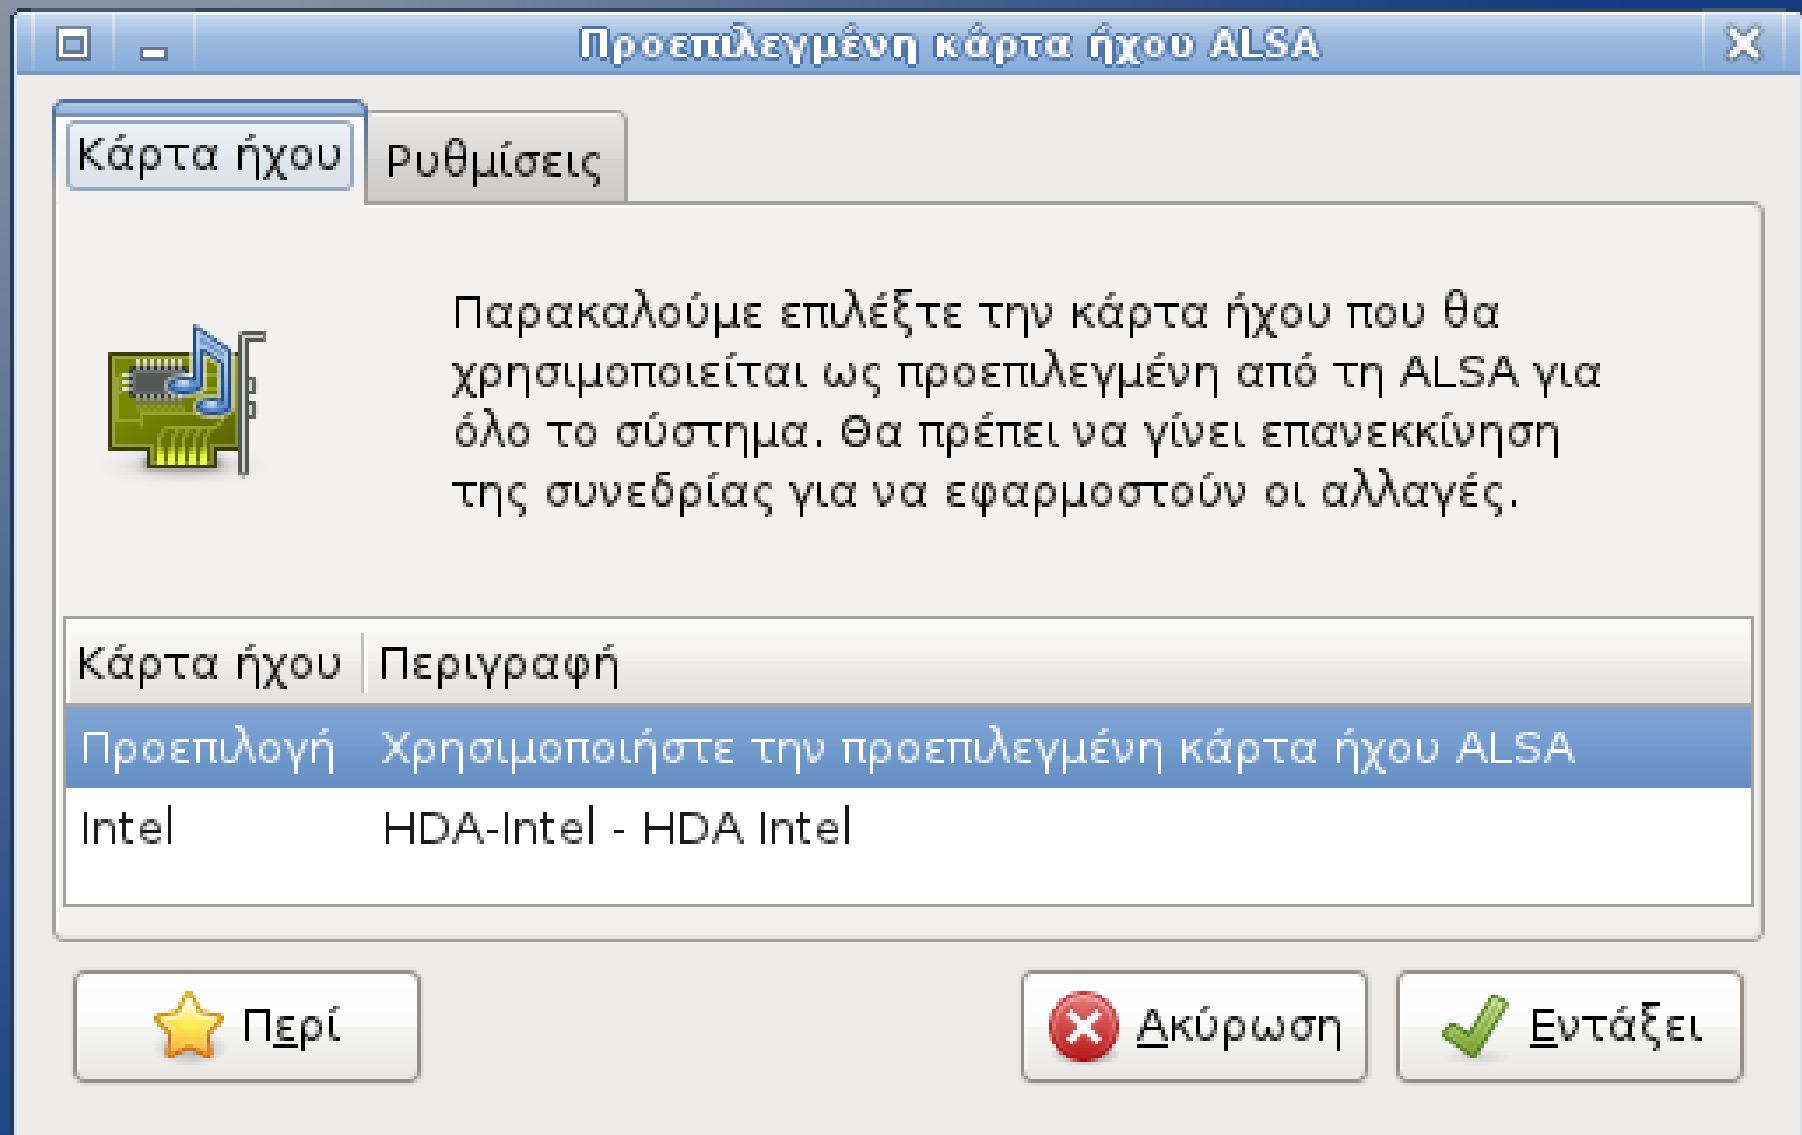 Προεπιλεγμένη κάρτα ήχου ALSA
Κάρτα ήχου Ρυθμίσεις
Παρακαλούμε επιλέξτε την κάρτα ήχου που θα
χρησιμοποιείται ως προεπιλεγμένη από τη ALSA για
όλο το σύστημα. Θα πρέπει να γίνει επανεκκίνηση
της συνεδρίας για να εφαρμοστούν οι αλλαγές.
Κάρτα ήχου Περιγραφή
Προεπιλογή Χρησιμοποιήστε την προεπιλεγμένη κάρτα ήχου ALSA
Intel HDA-Intel - HDA Intel
Περί Ακύρωση Εντάξει